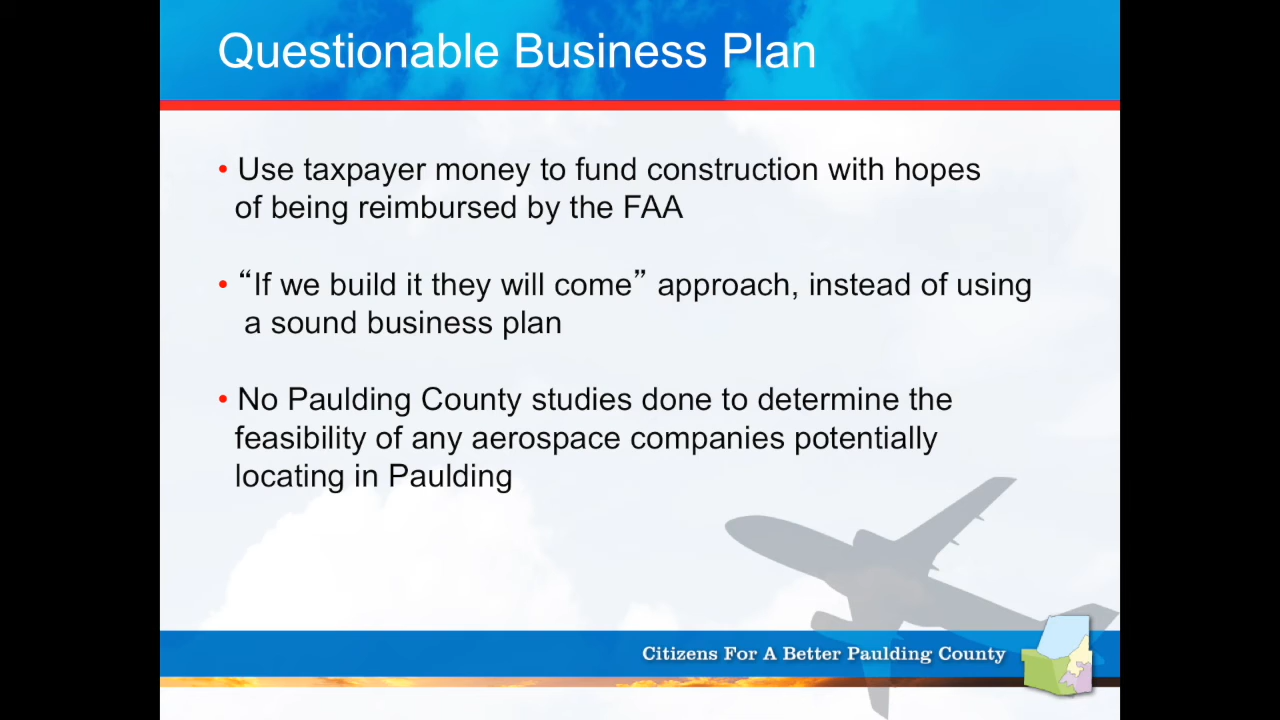 Questionable Business Plan
• Use taxpayer money to fund construction with hopes
of being reimbursed by the FAA
• “If we build it they will come” approach, instead of using
a sound business plan
• No Paulding County studies done to determine the
feasibility of any aerospace companies potentially
locating in Paulding
Citizens For A Better Paulding County